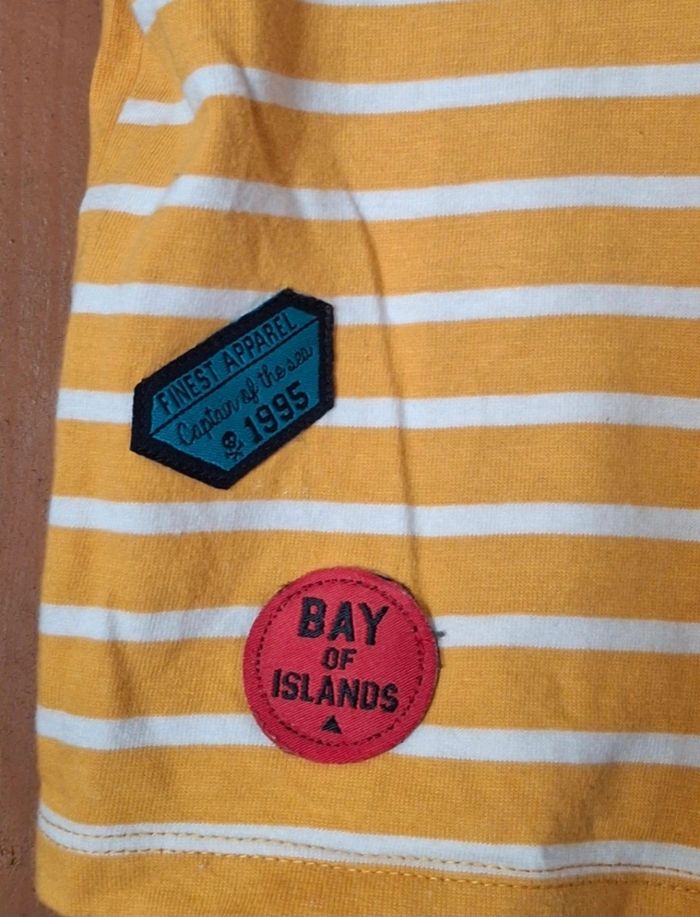 FINEST APPAREL
Captain of the sea
1995
BAY
OF
ISLANDS